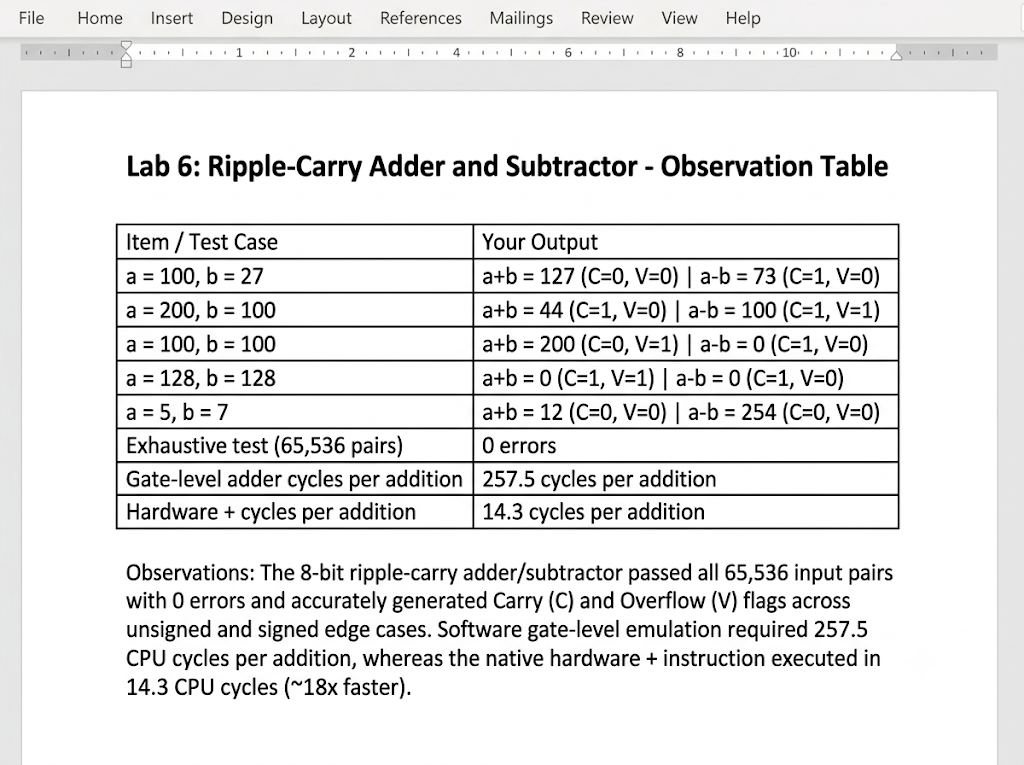 File Home Insert Design Layout References Mailings Review View Help
1 2 4 6 8 10
Lab 6: Ripple-Carry Adder and Subtractor - Observation Table
Item / Test Case Your Output
a = 100, b = 27 a+b = 127 (C=0, V=0) | a-b = 73 (C=1, V=0)
a = 200, b = 100 a+b = 44 (C=1, V=0) | a-b = 100 (C=1, V=1)
a = 100, b = 100 a+b = 200 (C=0, V=1) | a-b = 0 (C=1, V=0)
a = 128, b = 128 a+b = 0 (C=1, V=1) | a-b = 0 (C=1, V=0)
a = 5, b = 7 a+b = 12 (C=0, V=0) | a-b = 254 (C=0, V=0)
Exhaustive test (65,536 pairs) 0 errors
Gate-level adder cycles per addition 257.5 cycles per addition
Hardware + cycles per addition 14.3 cycles per addition
Observations: The 8-bit ripple-carry adder/subtractor passed all 65,536 input pairs
with 0 errors and accurately generated Carry (C) and Overflow (V) flags across
unsigned and signed edge cases. Software gate-level emulation required 257.5
CPU cycles per addition, whereas the native hardware + instruction executed in
14.3 CPU cycles (~18x faster).